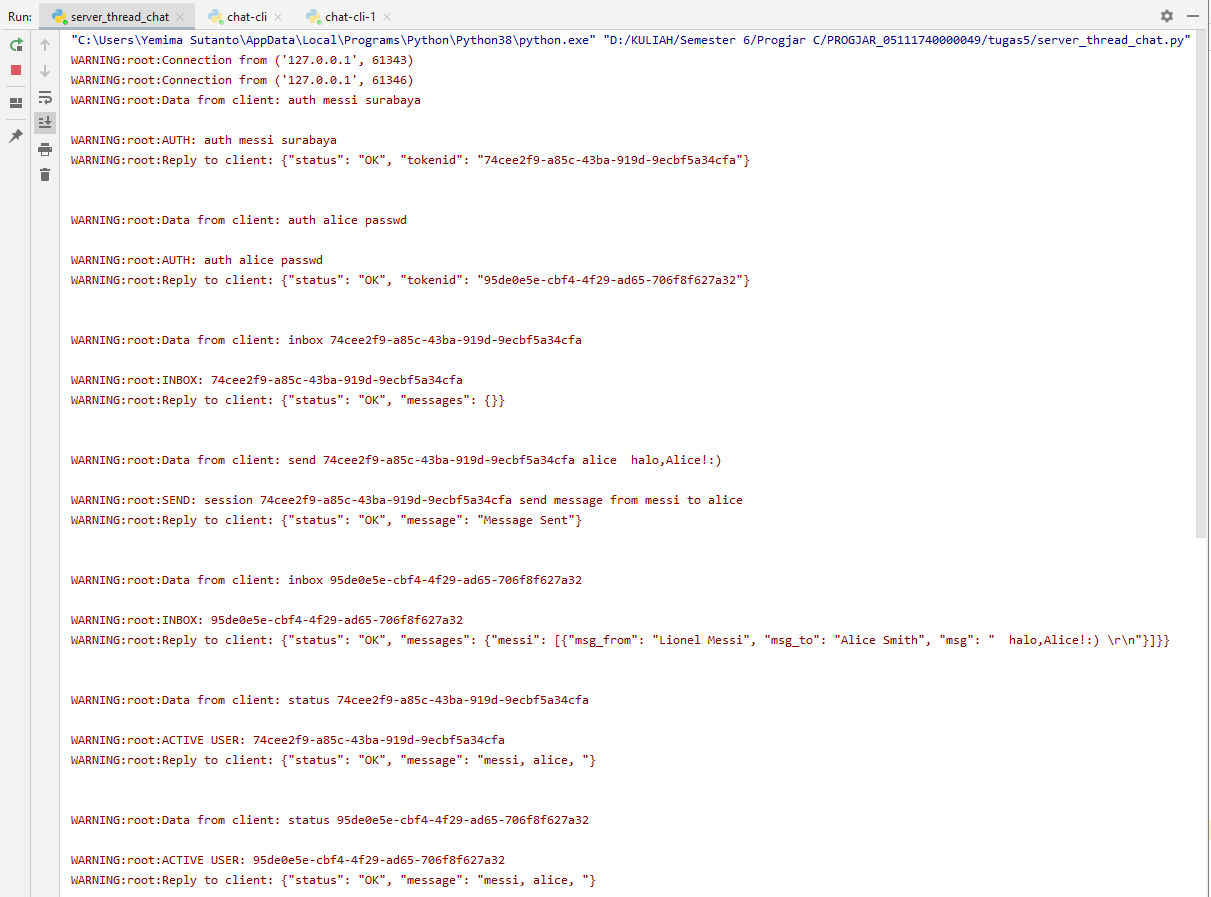 Run: server_thread_chat chat-cli chat-cli-1
"C:\Users\Yemima Sutanto\AppData\Local\Programs\Python\Python38\python.exe" "D:/KULIAH/Semester 6/Progjar C/PROGJAR_05111740000049/tugas5/server_thread_chat.py"
WARNING:root:Connection from ('127.0.0.1', 61343)
WARNING:root:Connection from ('127.0.0.1', 61346)
WARNING:root:Data from client: auth messi surabaya
WARNING:root:AUTH: auth messi surabaya
WARNING:root:Reply to client: {"status": "OK", "tokenid": "74cee2f9-a85c-43ba-919d-9ecbf5a34cfa"}
WARNING:root:Data from client: auth alice passwd
WARNING:root:AUTH: auth alice passwd
WARNING:root:Reply to client: {"status": "OK", "tokenid": "95de0e5e-cbf4-4f29-ad65-706f8f627a32"}
WARNING:root:Data from client: inbox 74cee2f9-a85c-43ba-919d-9ecbf5a34cfa
WARNING:root:INBOX: 74cee2f9-a85c-43ba-919d-9ecbf5a34cfa
WARNING:root:Reply to client: {"status": "OK", "messages": {}}
WARNING:root:Data from client: send 74cee2f9-a85c-43ba-919d-9ecbf5a34cfa alice  halo,Alice!:)
WARNING:root:SEND: session 74cee2f9-a85c-43ba-919d-9ecbf5a34cfa send message from messi to alice
WARNING:root:Reply to client: {"status": "OK", "message": "Message Sent"}
WARNING:root:Data from client: inbox 95de0e5e-cbf4-4f29-ad65-706f8f627a32
WARNING:root:INBOX: 95de0e5e-cbf4-4f29-ad65-706f8f627a32
WARNING:root:Reply to client: {"status": "OK", "messages": {"messi": [{"msg_from": "Lionel Messi", "msg_to": "Alice Smith", "msg": "  halo,Alice!:) \r\n"}]}}
WARNING:root:Data from client: status 74cee2f9-a85c-43ba-919d-9ecbf5a34cfa
WARNING:root:ACTIVE USER: 74cee2f9-a85c-43ba-919d-9ecbf5a34cfa
WARNING:root:Reply to client: {"status": "OK", "message": "messi, alice, "}
WARNING:root:Data from client: status 95de0e5e-cbf4-4f29-ad65-706f8f627a32
WARNING:root:ACTIVE USER: 95de0e5e-cbf4-4f29-ad65-706f8f627a32
WARNING:root:Reply to client: {"status": "OK", "message": "messi, alice, "}